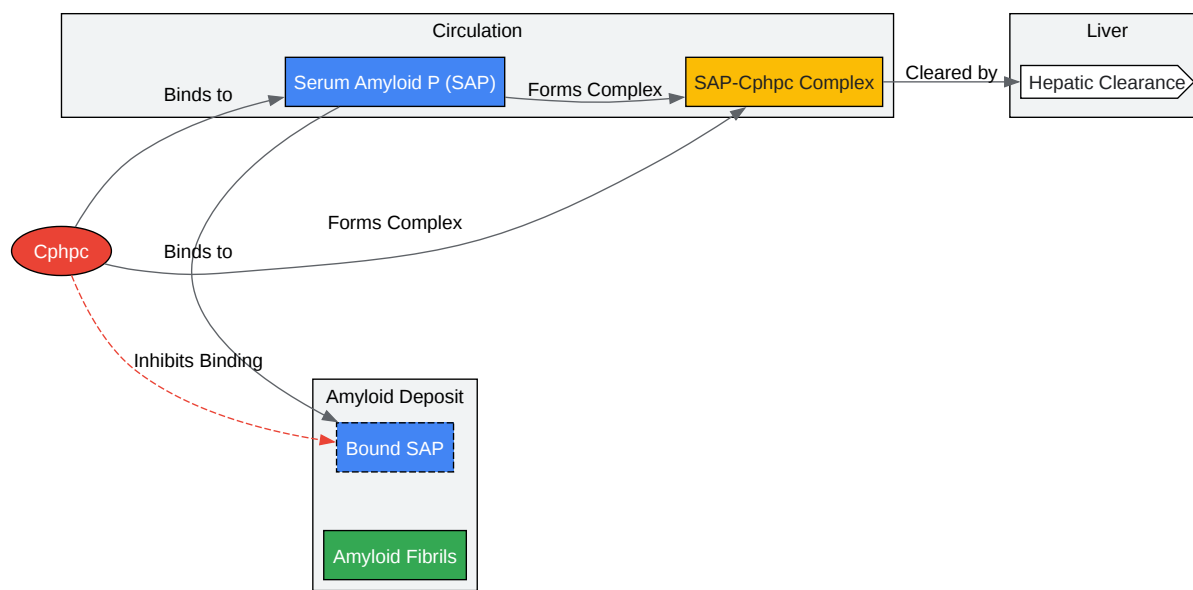 Circulation
Liver
Serum Amyloid P (SAP)
SAP-Cphpc Complex
Cleared by
Hepatic Clearance
Binds to
Forms Complex
Forms Complex
Cphpc
Binds to
Inhibits Binding
Amyloid Deposit
Bound SAP
Amyloid Fibrils